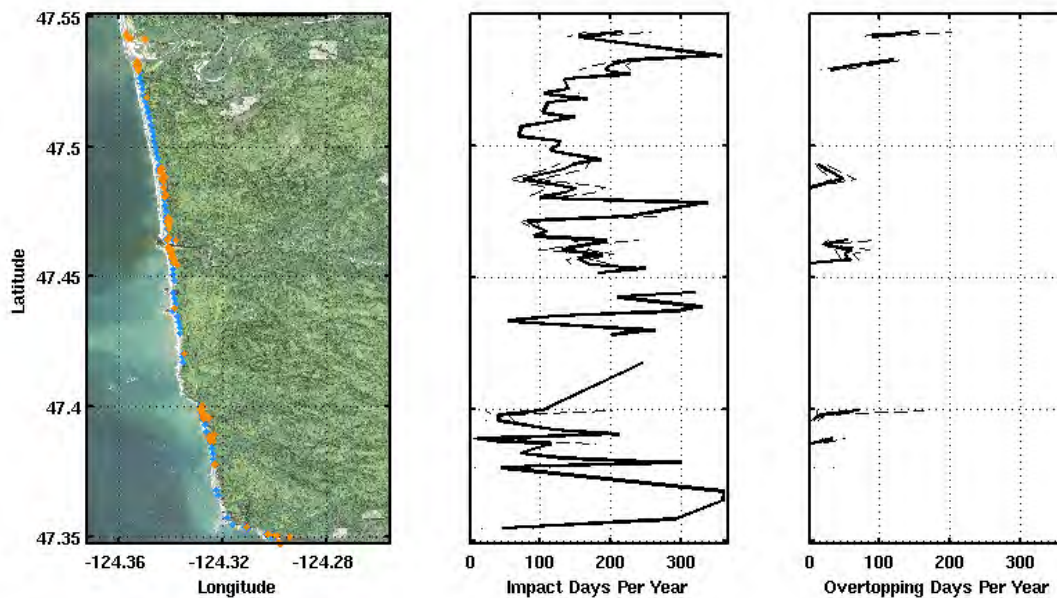 47.55
47.5
47.45
47.4
47.35
Latitude
-124.36 -124.32 -124.28
Longitude
0 100 200 300
Impact Days Per Year
0 100 200 300
Overtopping Days Per Year